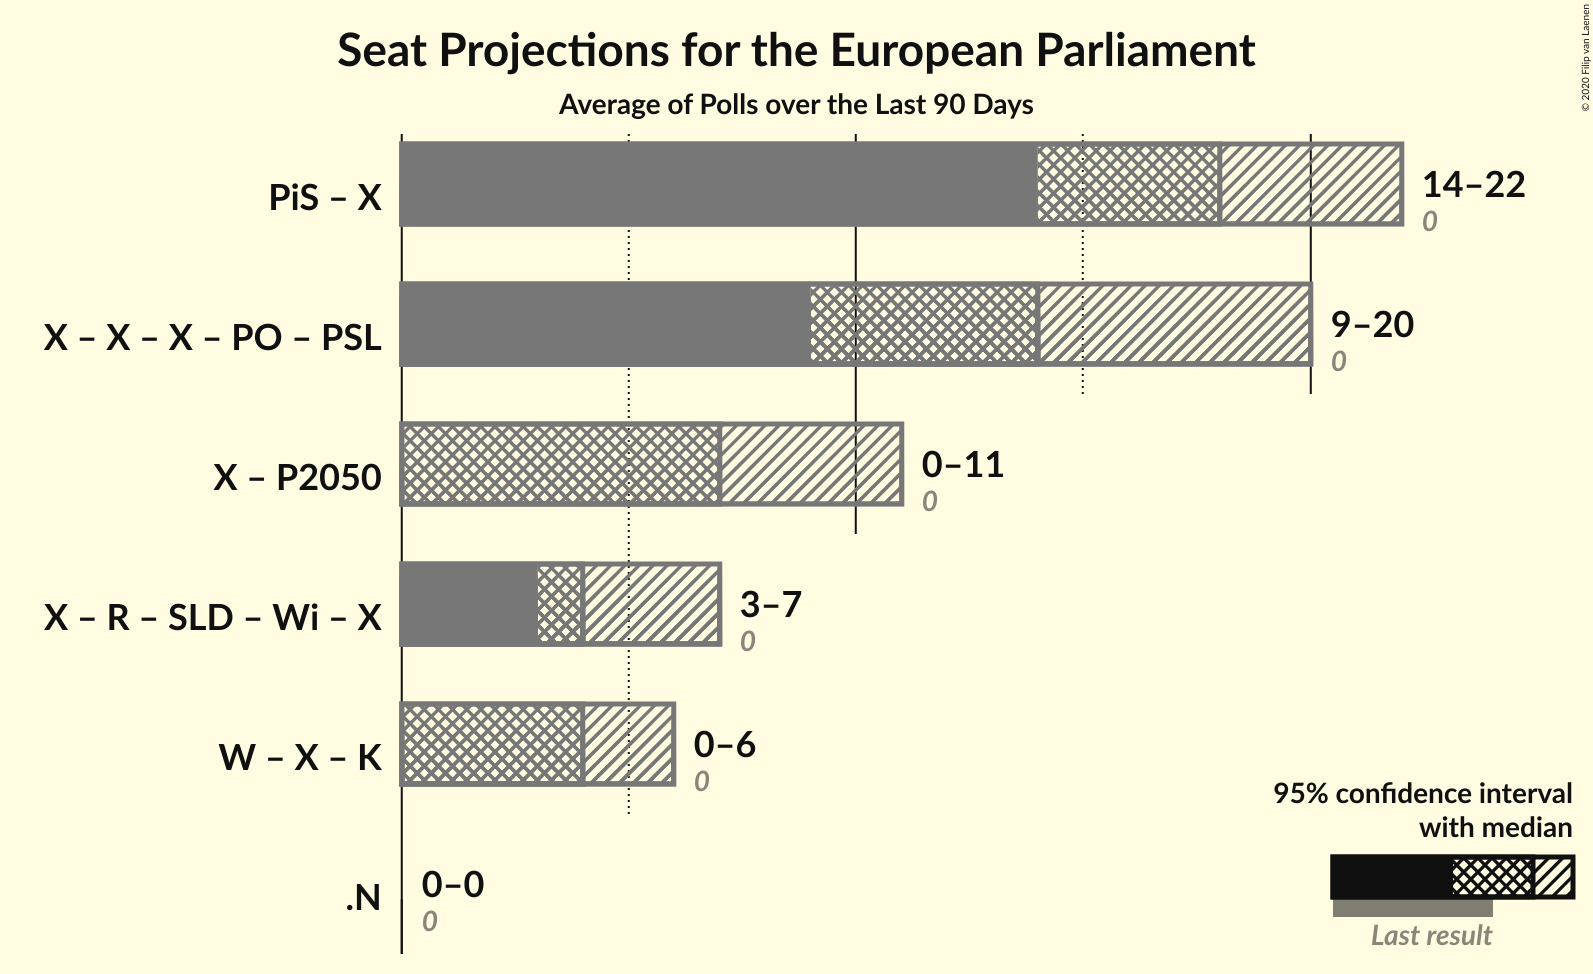 Seat Projections for the European Parliament
Average of Polls over the Last 90 Days
© 2020 Filip van Laenen
PiS – X
14–22
0
X – X – X – PO – PSL
9–20
0
X – P2050
0–11
0
X – R – SLD – Wi – X
3–7
0
W – X – K
0–6
0
.N
0–0
0
95% confidence interval
with median
Last result